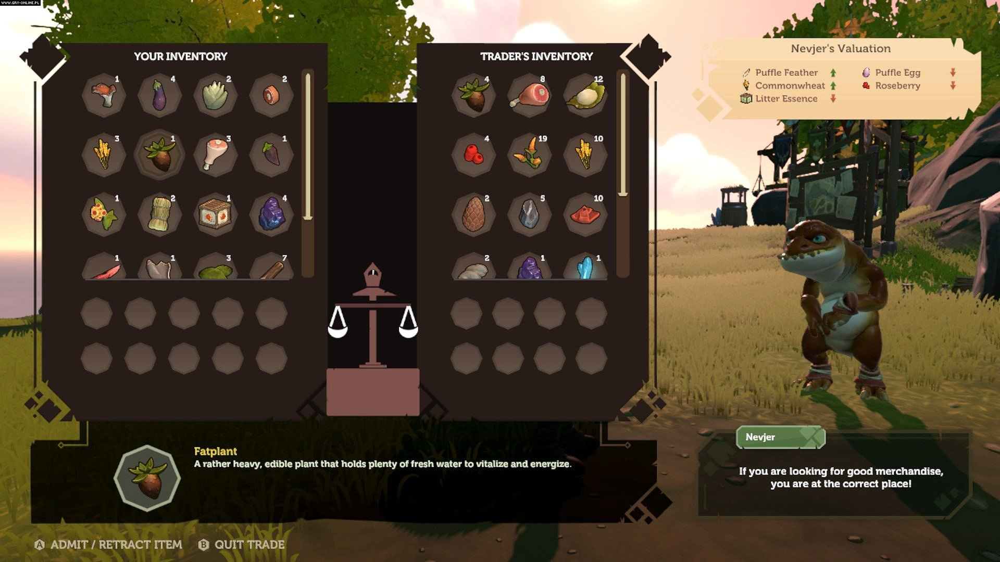 WWW.GRY-ONLINE.PL
YOUR INVENTORY
1 4 2 2
3 1 3 1
1 2 1 4
1 1 3 7
TRADER'S INVENTORY
4 8 12
4 19 10
2 5 10
2 1 1
Nevjer's Valuation
Puffle Feather Puffle Egg
Commonwheat Roseberry
Litter Essence
Fatplant
A rather heavy, edible plant that holds plenty of fresh water to vitalize and energize.
Nevjer
If you are looking for good merchandise,
you are at the correct place!
A ADMIT / RETRACT ITEM B QUIT TRADE